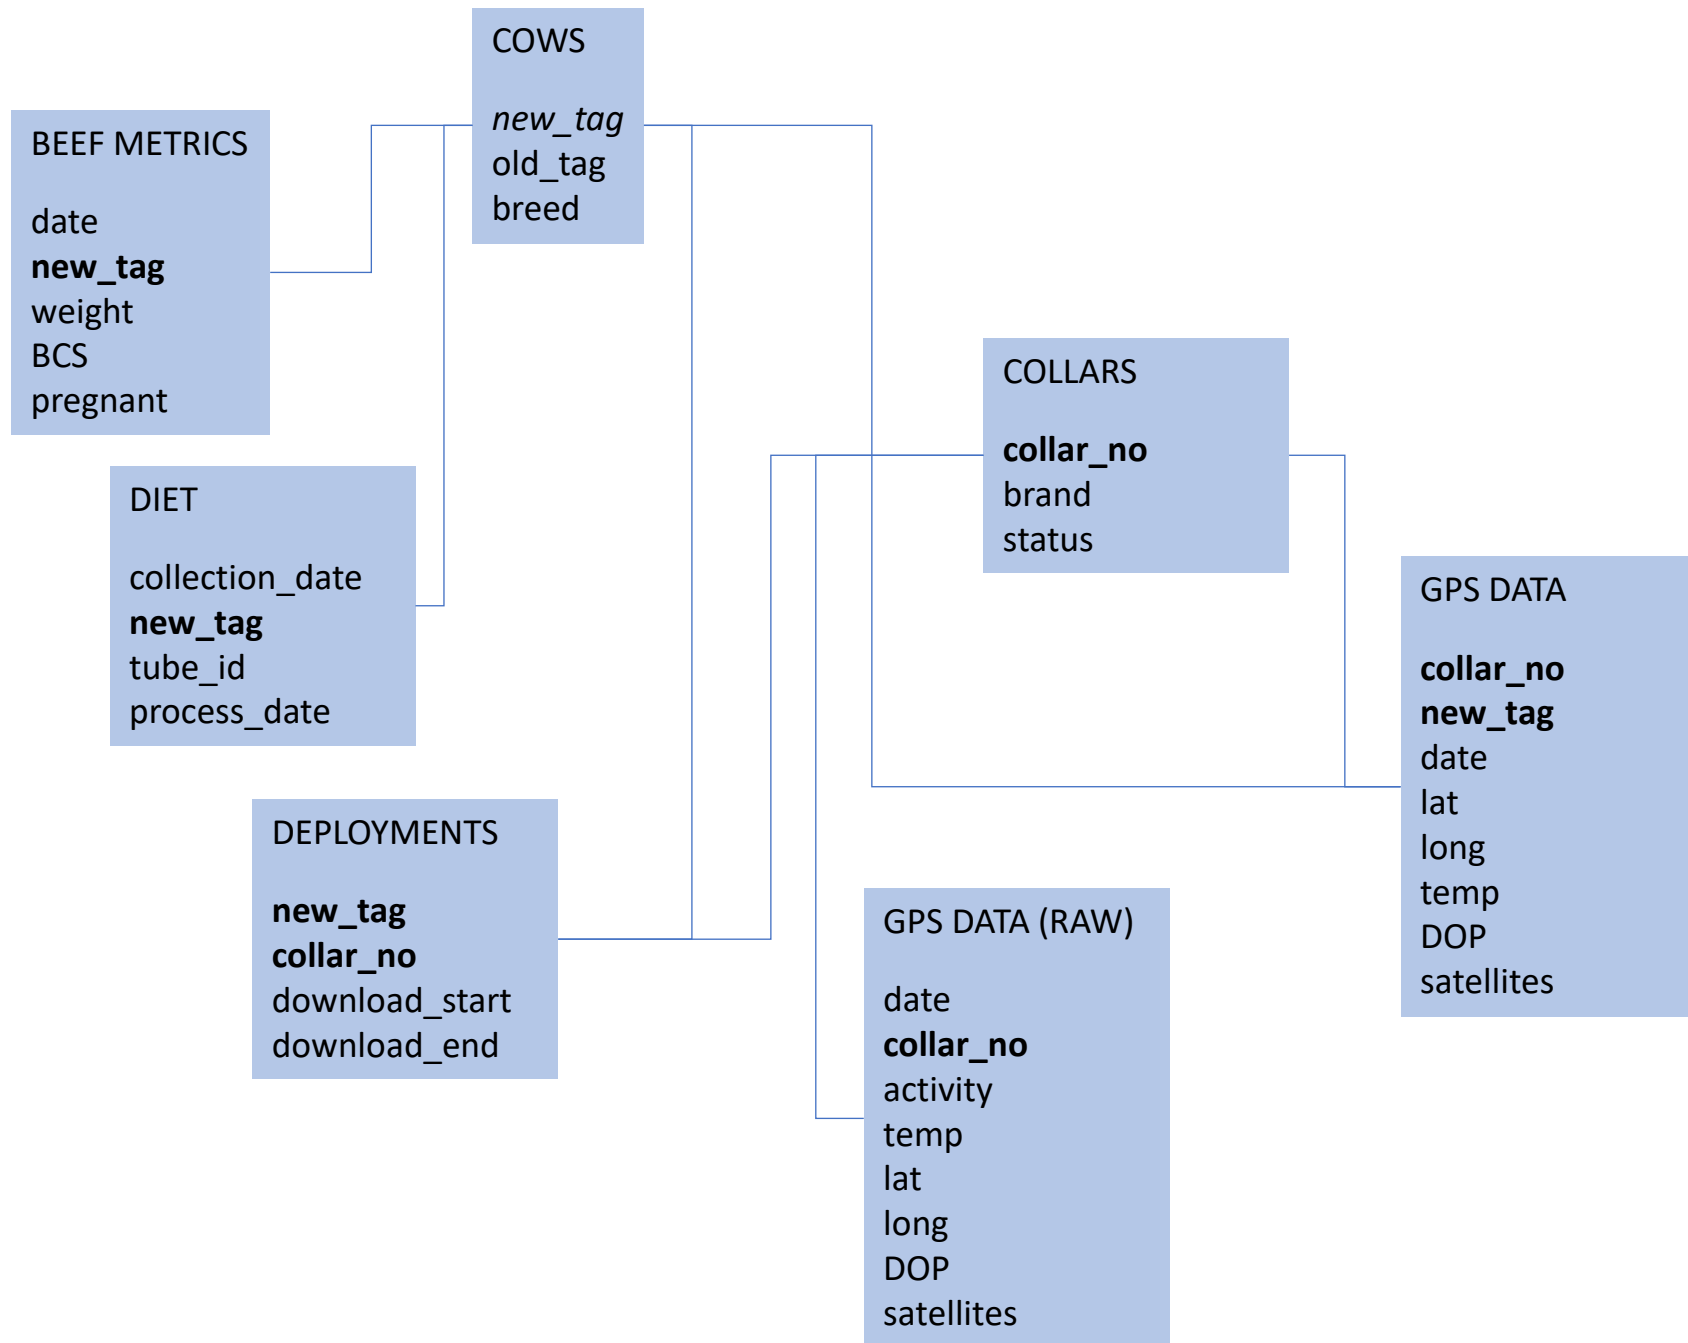 COWS
new_tag
old_tag
breed
BEEF METRICS
date
new_tag
weight
BCS
pregnant
DIET
collection_date
new_tag
tube_id
process_date
DEPLOYMENTS
new_tag
collar_no
download_start
download_end
COLLARS
collar_no
brand
status
GPS DATA (RAW)
date
collar_no
activity
temp
lat
long
DOP
satellites
GPS DATA
collar_no
new_tag
date
lat
long
temp
DOP
satellites